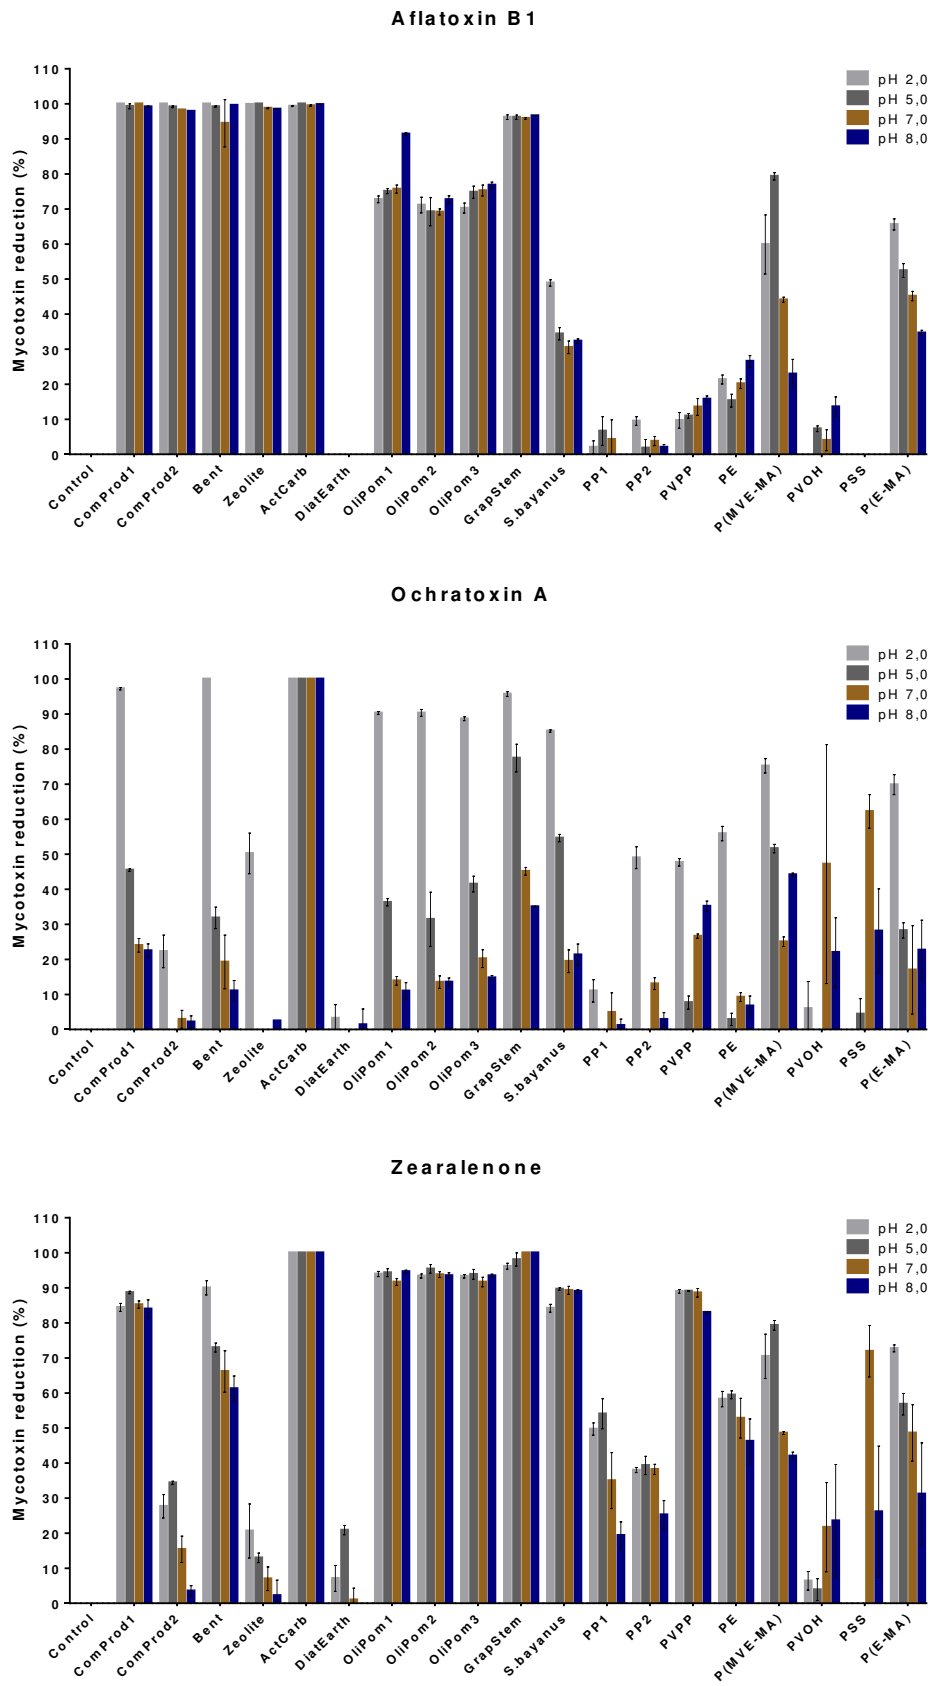 Aflatoxin B1
pH 2,0
pH 5,0
pH 7,0
pH 8,0
Mycotoxin reduction (%)
110
100
90
80
70
60
50
40
30
20
10
0
Control
ComProd1
ComProd2
Bent
Zeolite
ActCarb
DiatEarth
OliPom1
OliPom2
OliPom3
GrapStem
S.bayanus
PP1
PP2
PVPP
PE
P(MVE-MA)
PVOH
PSS
P(E-MA)
Ochratoxin A
pH 2,0
pH 5,0
pH 7,0
pH 8,0
Mycotoxin reduction (%)
110
100
90
80
70
60
50
40
30
20
10
0
Control
ComProd1
ComProd2
Bent
Zeolite
ActCarb
DiatEarth
OliPom1
OliPom2
OliPom3
GrapStem
S.bayanus
PP1
PP2
PVPP
PE
P(MVE-MA)
PVOH
PSS
P(E-MA)
Zearalenone
pH 2,0
pH 5,0
pH 7,0
pH 8,0
Mycotoxin reduction (%)
110
100
90
80
70
60
50
40
30
20
10
0
Control
ComProd1
ComProd2
Bent
Zeolite
ActCarb
DiatEarth
OliPom1
OliPom2
OliPom3
GrapStem
S.bayanus
PP1
PP2
PVPP
PE
P(MVE-MA)
PVOH
PSS
P(E-MA)